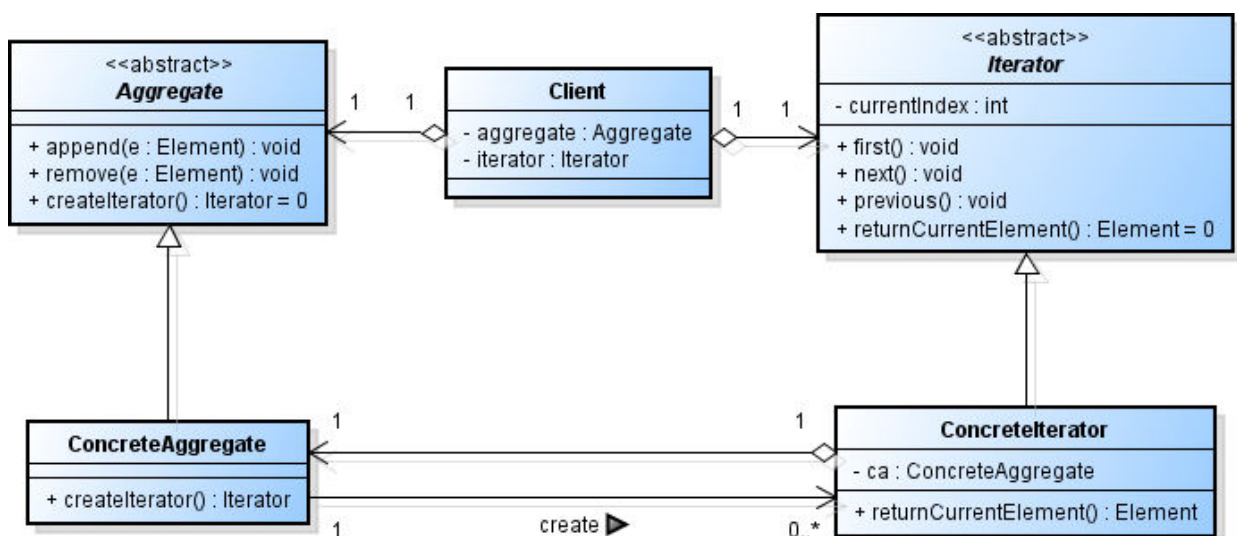 <<abstract>>
Aggregate
+ append(e : Element) : void
+ remove(e : Element) : void
+ createIterator() : Iterator = 0
1 1
Client
- aggregate : Aggregate
- iterator : Iterator
1 1
<<abstract>>
Iterator
- currentIndex : int
+ first() : void
+ next() : void
+ previous() : void
+ returnCurrentElement() : Element = 0
ConcreteAggregate
+ createIterator() : Iterator
1 1
1 create 0..*
ConcreteIterator
- ca : ConcreteAggregate
+ returnCurrentElement() : Element